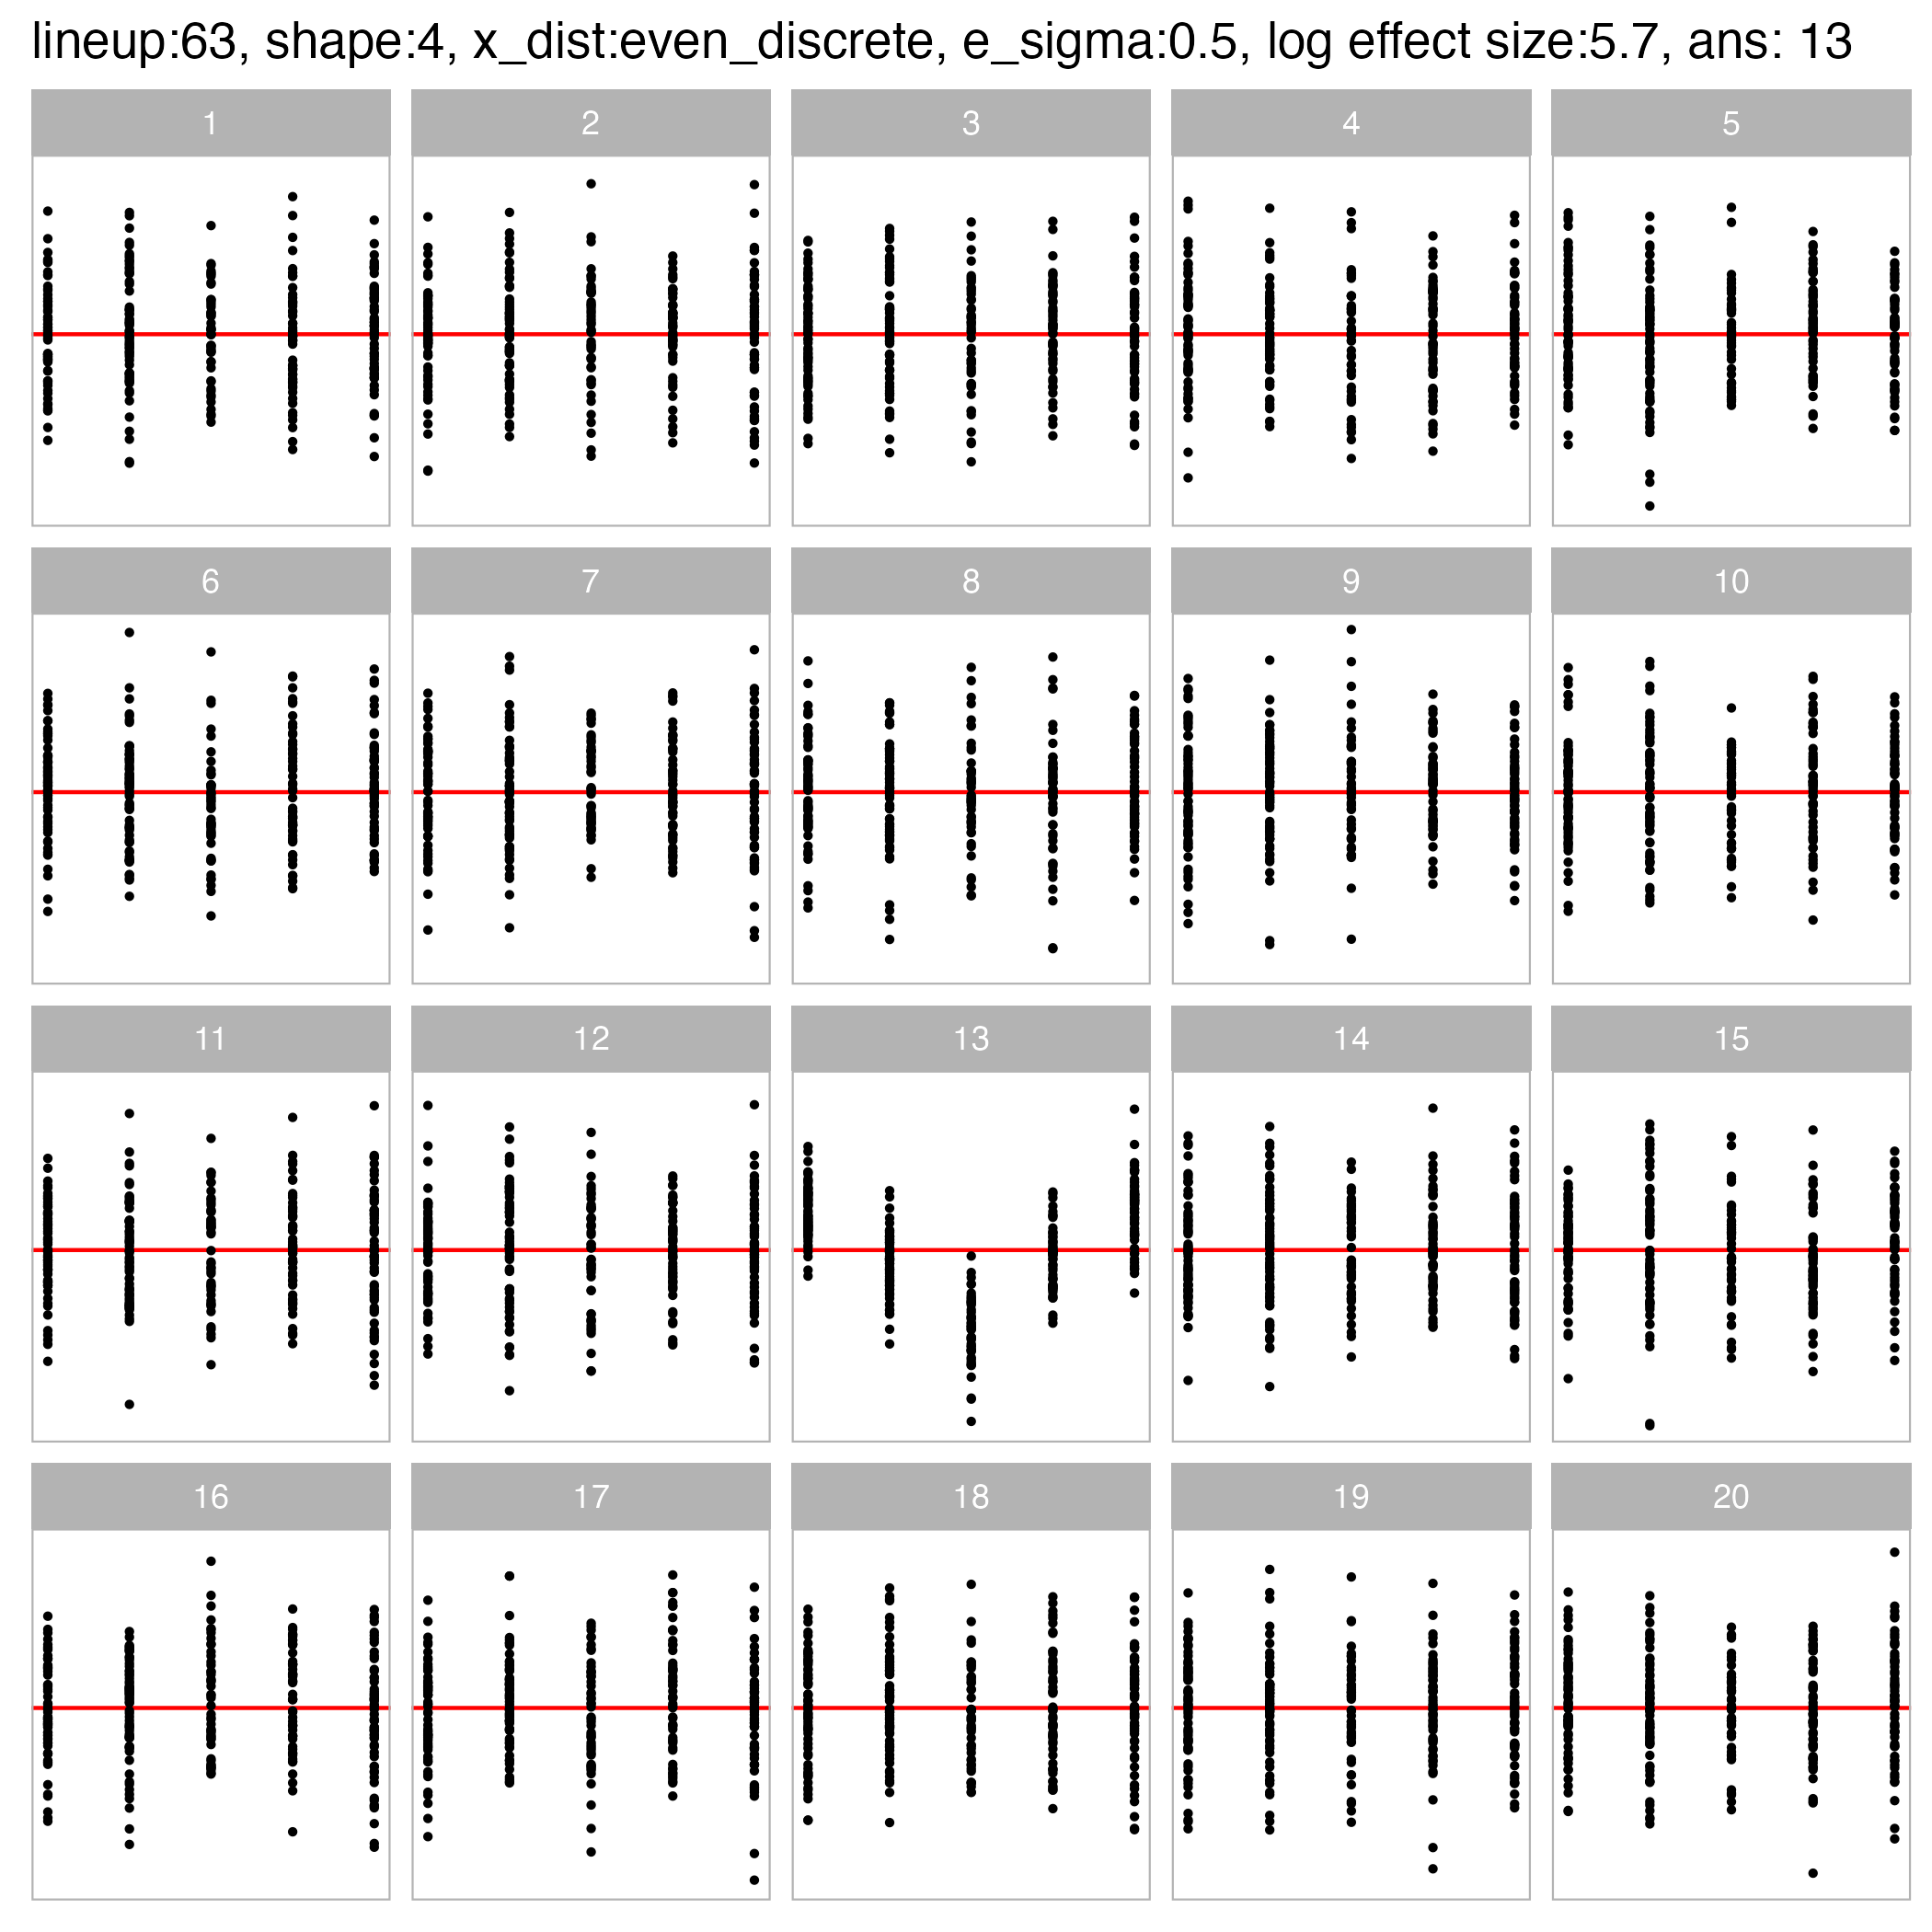 lineup:63, shape:4, x_dist:even_discrete, e_sigma:0.5, log effect size:5.7, ans: 13
1 2 3 4 5
6 7 8 9 10
11 12 13 14 15
16 17 18 19 20